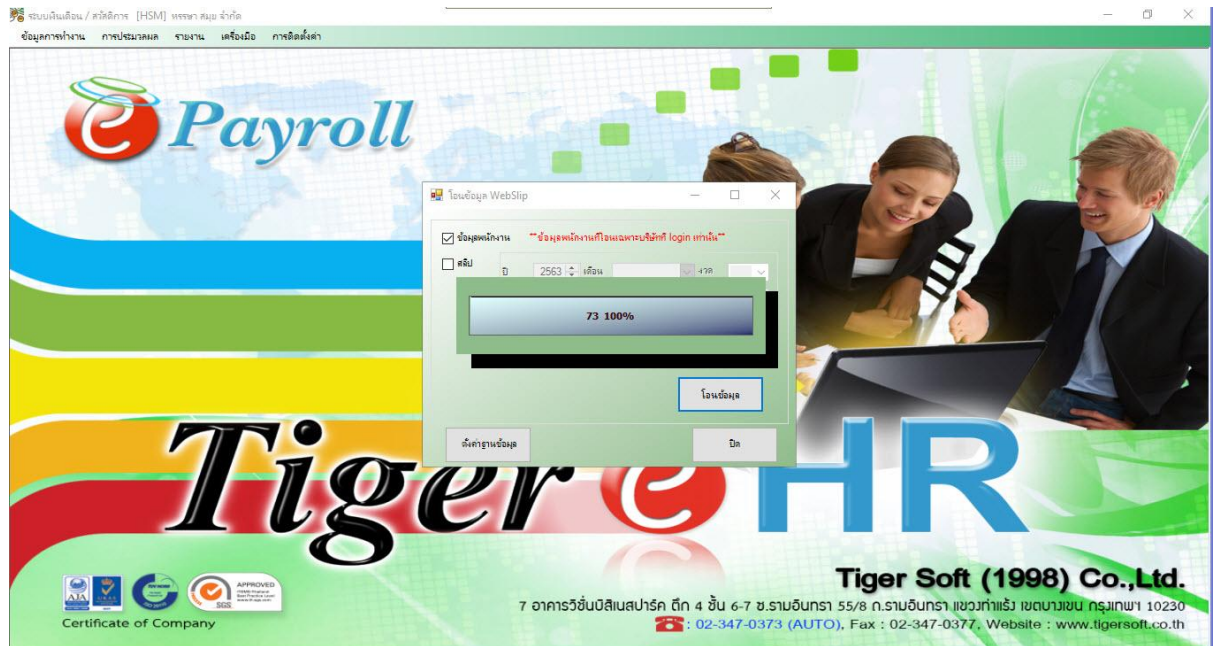 ระบบเงินเดือน / สวัสดิการ [HSM] หรรษา สมุย จำกัด
ข้อมูลการทำงาน การประมวลผล รายงาน เครื่องมือ การติดตั้งค่า
e Payroll
โอนข้อมูล WebSlip
ข้อมูลพนักงาน **ข้อมูลพนักงานที่โอนเฉพาะบริษัทที่ login เท่านั้น**
สลิป
ปี 2563 เดือน งวด
73 100%
โอนข้อมูล
ตั้งค่าฐานข้อมูล ปิด
Tiger e HR
AJA UKAS SGS APPROVED
Certificate of Company
Tiger Soft (1998) Co.,Ltd.
7 อาคารวิชั่นบิสิเนสปาร์ค ตึก 4 ชั้น 6-7 ซ.รามอินทรา 55/8 ถ.รามอินทรา แขวงท่าแร้ง เขตบางเขน กรุงเทพฯ 10230
: 02-347-0373 (AUTO), Fax : 02-347-0377, Website : www.tigersoft.co.th